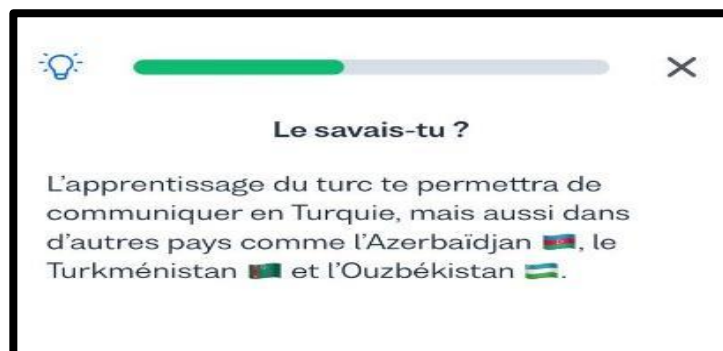 Le savais-tu ?
L'apprentissage du turc te permettra de
communiquer en Turquie, mais aussi dans
d'autres pays comme l'Azerbaïdjan 🇦🇿, le
Turkménistan 🇹🇲 et l'Ouzbékistan 🇺🇿.